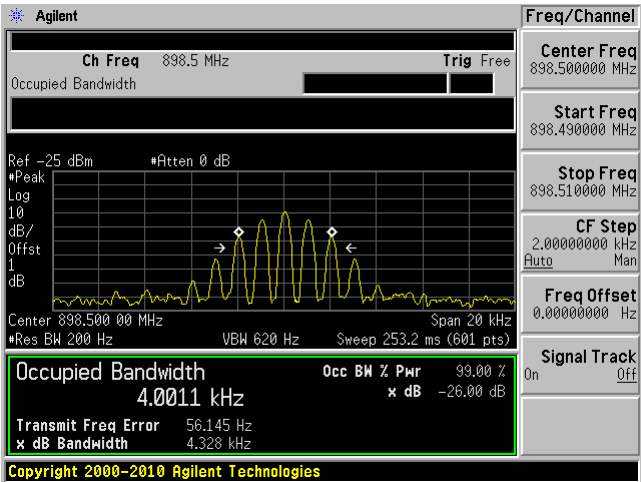 Agilent
Freq/Channel
Ch Freq 898.5 MHz Trig Free
Occupied Bandwidth
Center Freq
898.500000 MHz
Start Freq
898.490000 MHz
Stop Freq
898.510000 MHz
CF Step
2.00000000 kHz
Auto Man
Freq Offset
0.00000000 Hz
Signal Track
On Off
Ref -25 dBm #Atten 0 dB
#Peak
Log
10
dB/
Offst
1
dB
Center 898.500 00 MHz Span 20 kHz
#Res BW 200 Hz VBW 620 Hz Sweep 253.2 ms (601 pts)
Occupied Bandwidth Occ BW % Pwr 99.00 %
4.0011 kHz x dB -26.00 dB
Transmit Freq Error 56.145 Hz
x dB Bandwidth 4.328 kHz
Copyright 2000-2010 Agilent Technologies